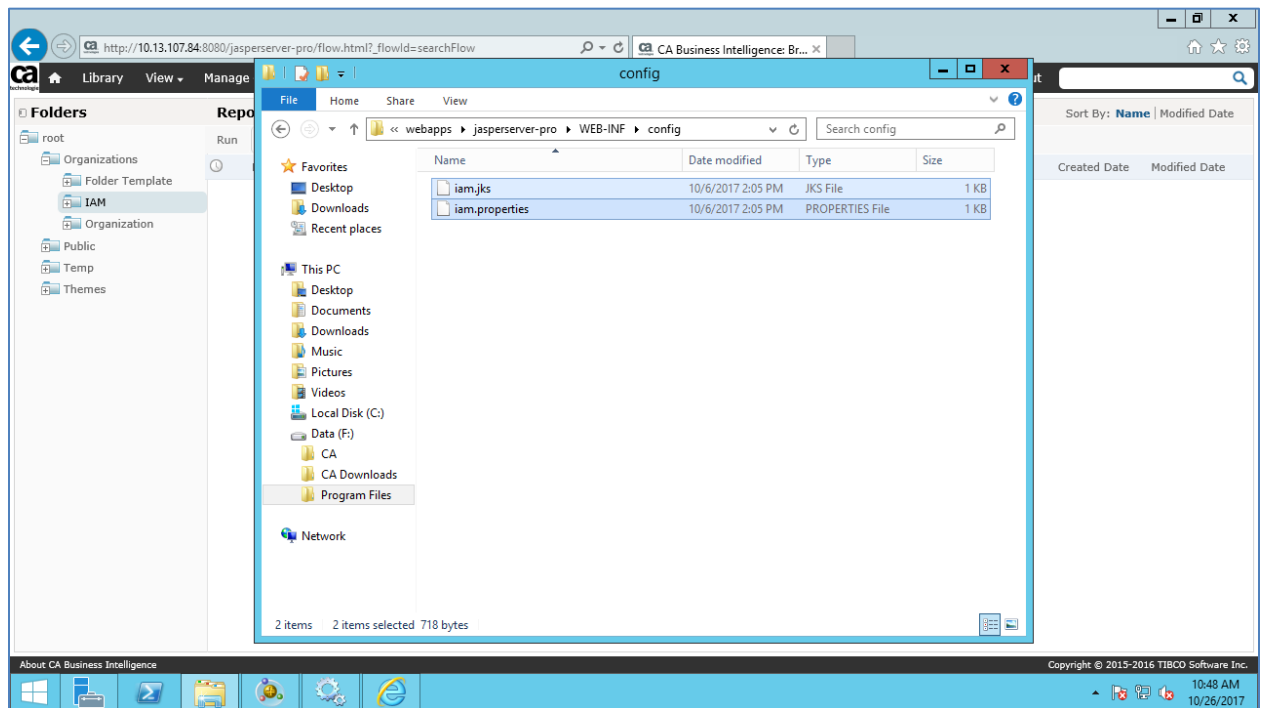 http://10.13.107.84:8080/jasperserver-pro/flow.html?_flowId=searchFlow
CA Business Intelligence: Br...
ca
technologies
Library View Manage
config
File Home Share View
« webapps ▸ jasperserver-pro ▸ WEB-INF ▸ config
Search config
Folders
root
Organizations
Folder Template
IAM
Organization
Public
Temp
Themes
Repo
Run
Sort By: Name | Modified Date
Created Date Modified Date
Favorites
Desktop
Downloads
Recent places
This PC
Desktop
Documents
Downloads
Music
Pictures
Videos
Local Disk (C:)
Data (F:)
CA
CA Downloads
Program Files
Network
Name Date modified Type Size
iam.jks 10/6/2017 2:05 PM JKS File 1 KB
iam.properties 10/6/2017 2:05 PM PROPERTIES File 1 KB
2 items 2 items selected 718 bytes
About CA Business Intelligence
Copyright © 2015-2016 TIBCO Software Inc.
10:48 AM
10/26/2017